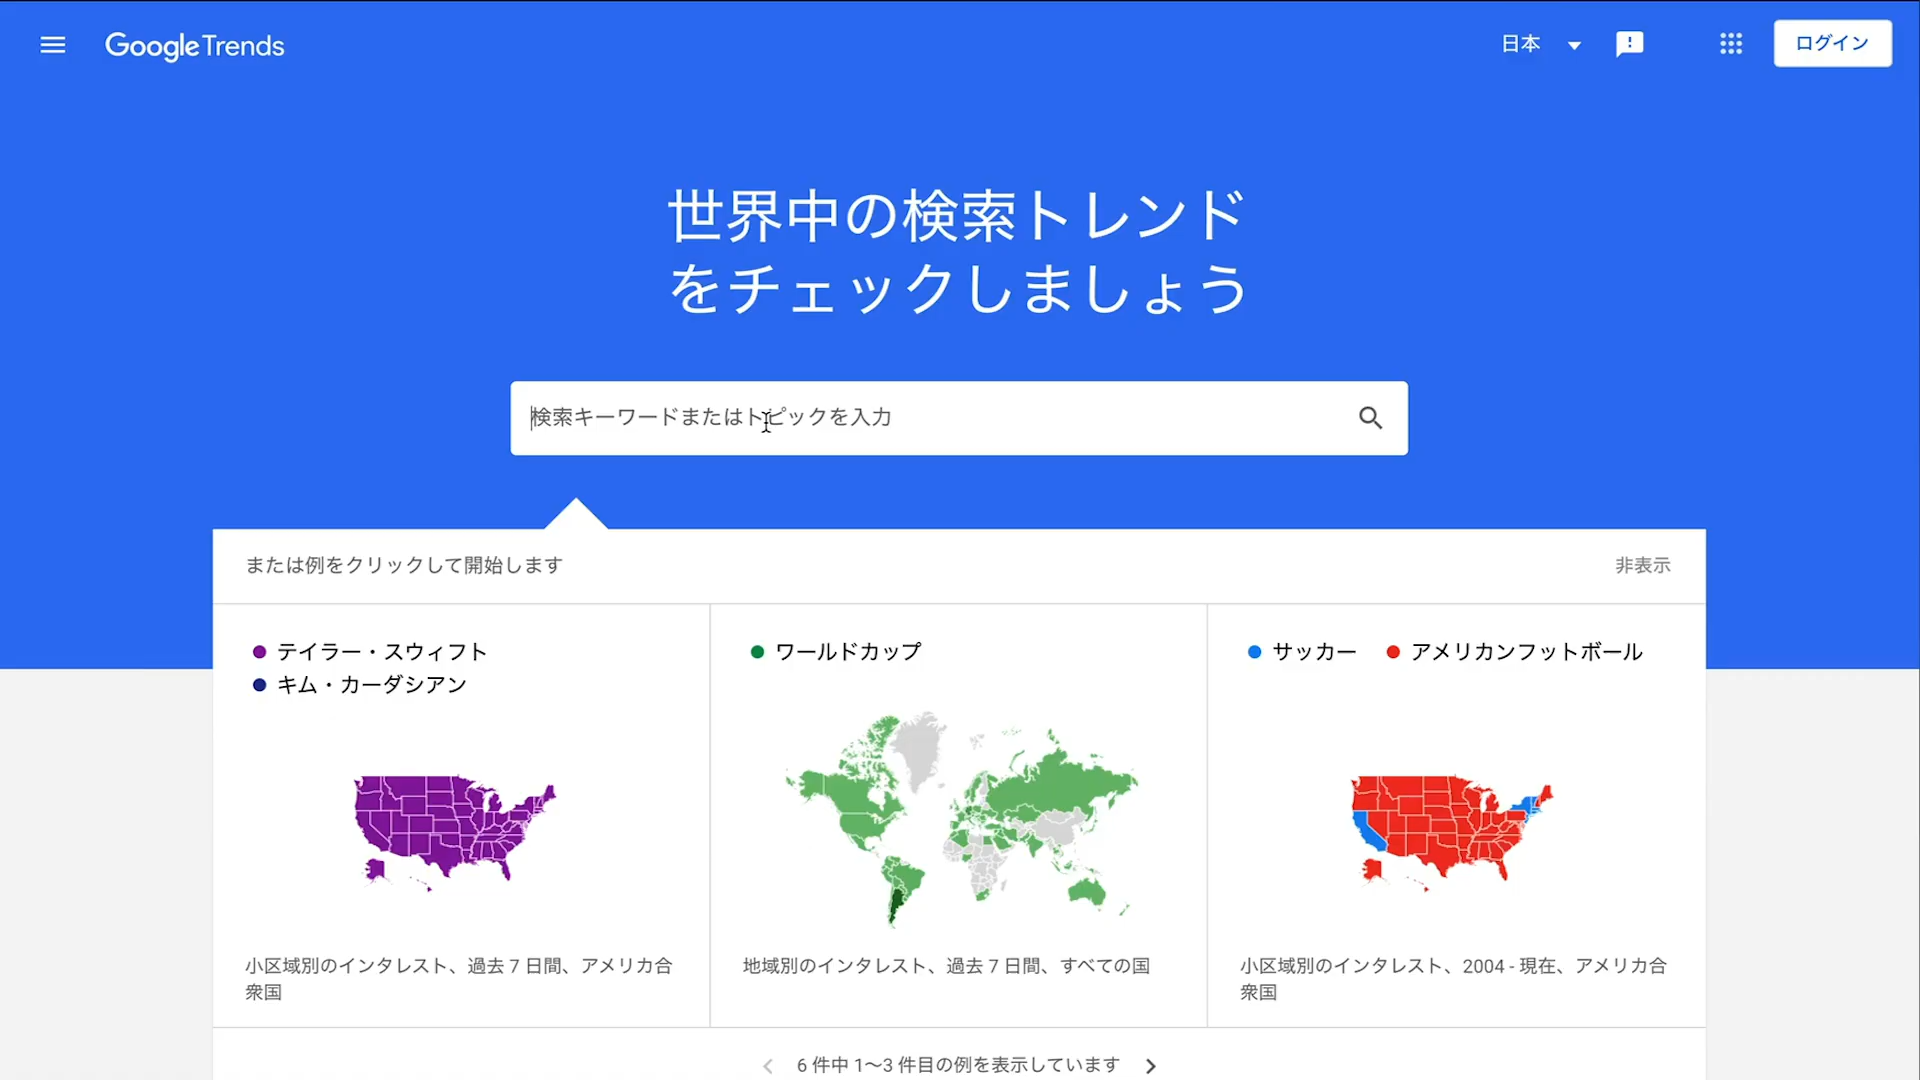 Google Trends
日本
ログイン
世界中の検索トレンド
をチェックしましょう
検索キーワードまたはトピックを入力
または例をクリックして開始します
非表示
テイラー・スウィフト
キム・カーダシアン
小区域別のインタレスト、過去 7 日間、アメリカ合
衆国
ワールドカップ
地域別のインタレスト、過去 7 日間、すべての国
サッカー アメリカンフットボール
小区域別のインタレスト、2004 - 現在、アメリカ合
衆国
6 件中 1～3 件目の例を表示しています